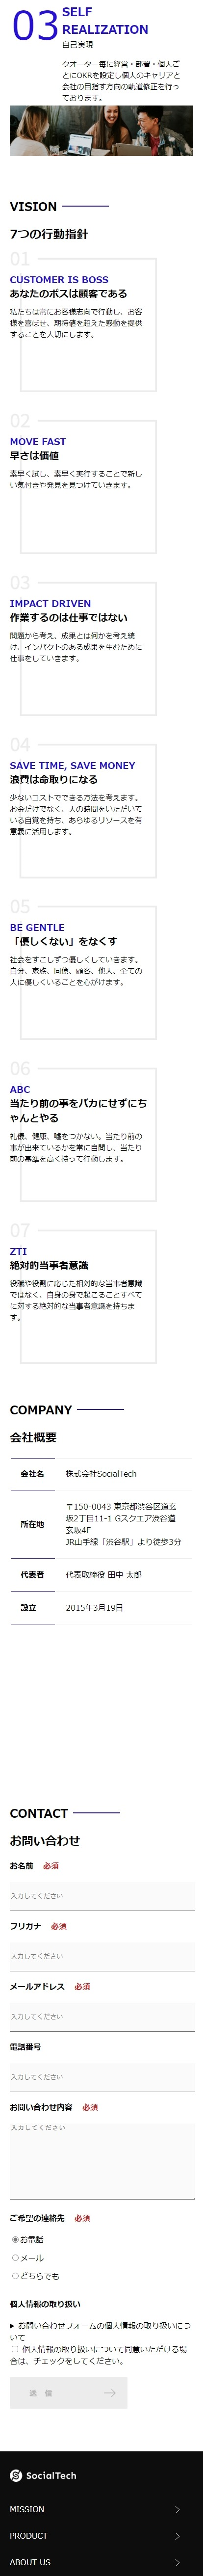 03
SELF
REALIZATION
自己実現
クオーター毎に経営・部署・個人ご
とにOKRを設定し個人のキャリアと
会社の目指す方向の軌道修正を行っ
ております。
VISION
7つの行動指針
01
CUSTOMER IS BOSS
あなたのボスは顧客である
私たちは常にお客様志向で行動し、お客
様を喜ばせ、期待値を超えた感動を提供
することを大切にします。
02
MOVE FAST
早さは価値
素早く試し、素早く実行することで新し
い気付きや発見を見つけていきます。
03
IMPACT DRIVEN
作業するのは仕事ではない
問題から考え、成果とは何かを考え続
け、インパクトのある成果を生むために
仕事をしていきます。
04
SAVE TIME, SAVE MONEY
浪費は命取りになる
少ないコストでできる方法を考えます。
お金だけでなく、人の時間をいただいて
いる自覚を持ち、あらゆるリソースを有
意義に活用します。
05
BE GENTLE
「優しくない」をなくす
社会をすこしずつ優しくしていきます。
自分、家族、同僚、顧客、他人、全ての
人に優しくいることを心がけます。
06
ABC
当たり前の事をバカにせずにち
ゃんとやる
礼儀、健康、嘘をつかない。当たり前の
事が出来ているかを常に自問し、当たり
前の基準を高く持って行動します。
07
ZTI
絶対的当事者意識
役職や役割に応じた相対的な当事者意識
ではなく、自身の身で起こることすべて
に対する絶対的な当事者意識を持ちま
す。
COMPANY
会社概要
会社名 株式会社SocialTech
所在地 〒150-0043 東京都渋谷区道玄
坂2丁目11-1 Gスクエア渋谷道
玄坂4F
JR山手線「渋谷駅」より徒歩3分
代表者 代表取締役 田中 太郎
設立 2015年3月19日
CONTACT
お問い合わせ
お名前 必須
入力してください
フリガナ 必須
入力してください
メールアドレス 必須
入力してください
電話番号
入力してください
お問い合わせ内容 必須
入力してください
ご希望の連絡先 必須
お電話
メール
どちらでも
個人情報の取り扱い
お問い合わせフォームの個人情報の取り扱いにつ
いて
個人情報の取り扱いについて同意いただける場
合は、チェックをしてください。
送 信
SocialTech
MISSION
PRODUCT
ABOUT US